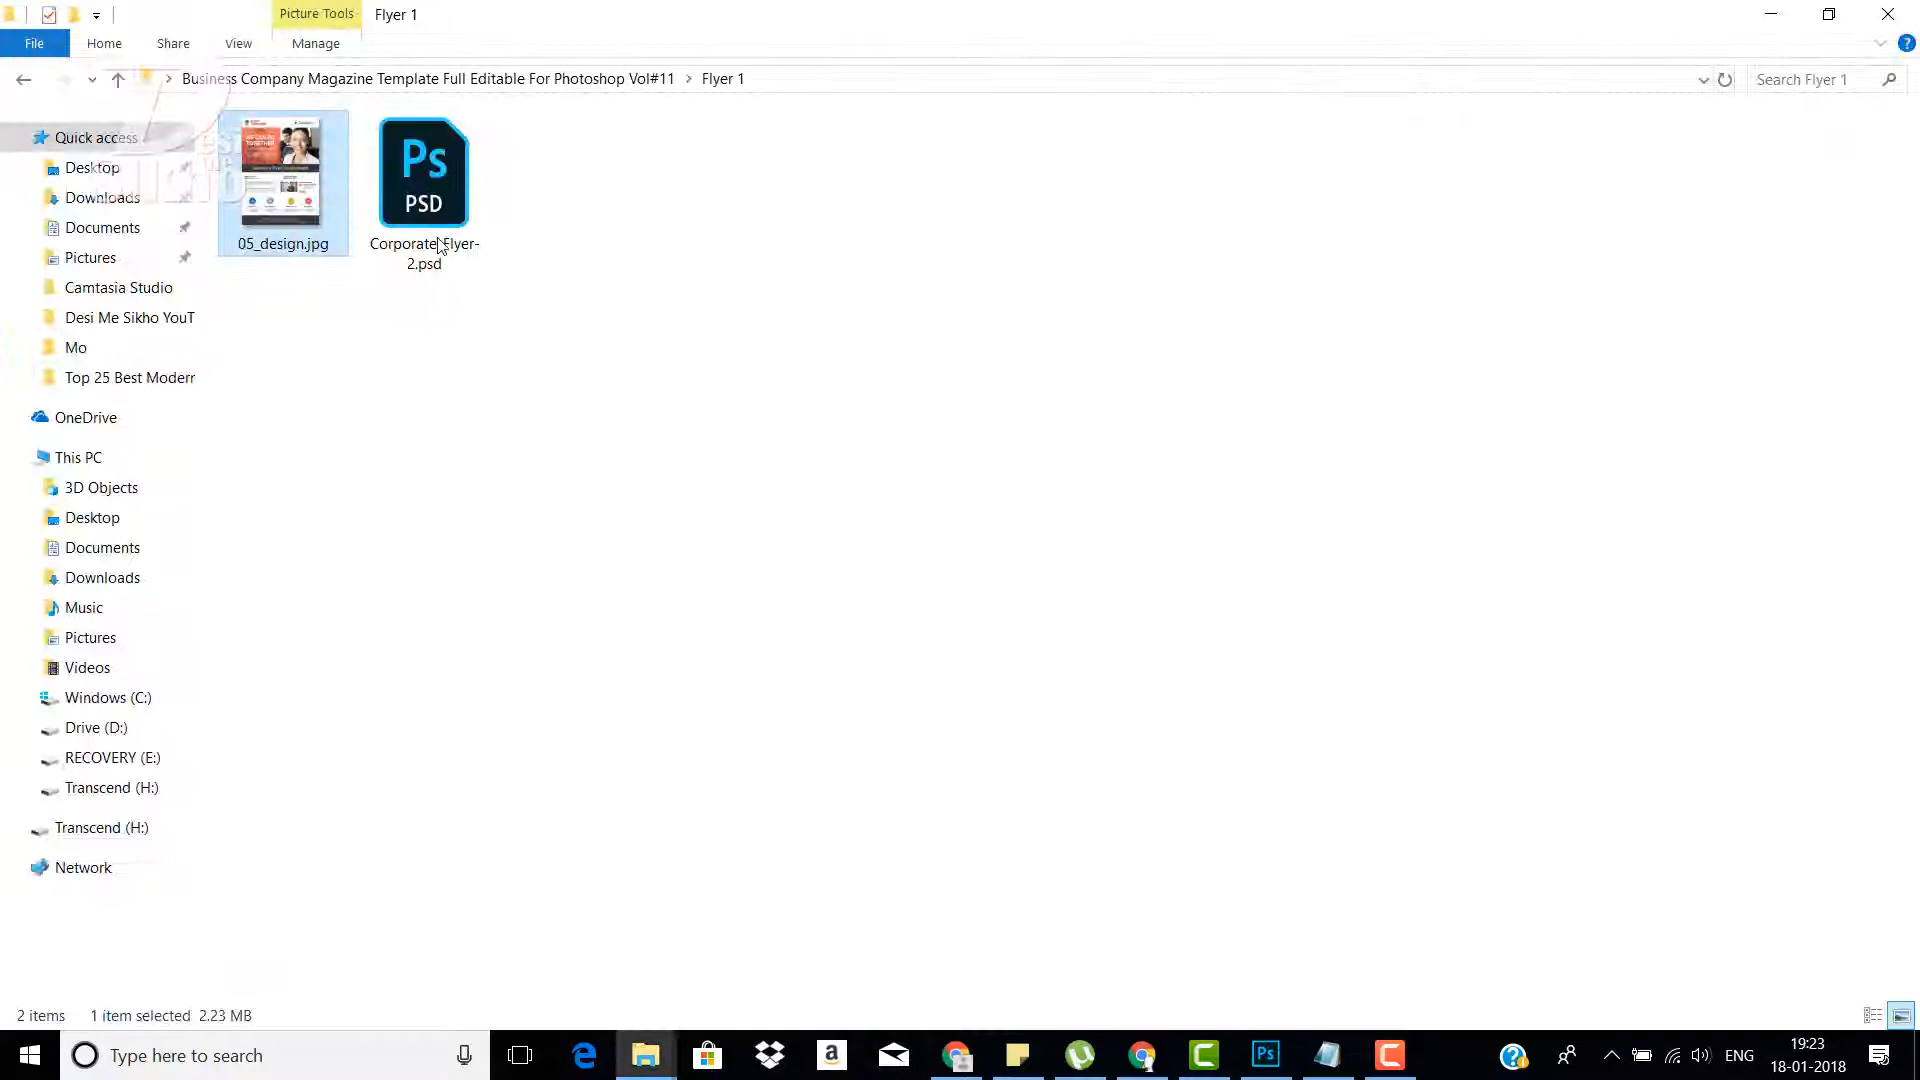 Picture Tools Flyer 1
File Home Share View Manage
Business Company Magazine Template Full Editable For Photoshop Vol#11 > Flyer 1 Search Flyer 1
Quick access
Desktop
Downloads
Documents
Pictures
Camtasia Studio
Desi Me Sikho YouT
Mo
Top 25 Best Moderr
OneDrive
This PC
3D Objects
Desktop
Documents
Downloads
Music
Pictures
Videos
Windows (C:)
Drive (D:)
RECOVERY (E:)
Transcend (H:)
Transcend (H:)
Network
TOGETHER
05_design.jpg
Ps
PSD
Corporate Flyer-
2.psd
2 items 1 item selected 2.23 MB
Type here to search
Ps
ENG
19:23
18-01-2018